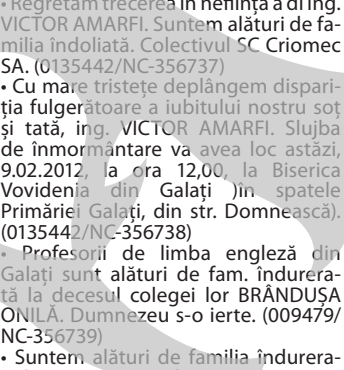 • Regretăm trecerea în neființă a dl ing.
VICTOR AMARFI. Suntem alături de fa-
milia îndoliată. Colectivul SC Criomec
SA. (0135442/NC-356737)
• Cu mare tristețe deplângem dispari-
ția fulgerătoare a iubitului nostru soț
și tată, ing. VICTOR AMARFI. Slujba
de înmormântare va avea loc astăzi,
9.02.2012, la ora 12,00, la Biserica
Vovidenia din Galați )în spatele
Primăriei Galați, din str. Domnească).
(0135442/NC-356738)
• Profesorii de limba engleză din
Galați sunt alături de fam. îndurera-
tă la decesul colegei lor BRÂNDUȘA
ONILĂ. Dumnezeu s-o ierte. (009479/
NC-356739)
• Suntem alături de familia îndurera-